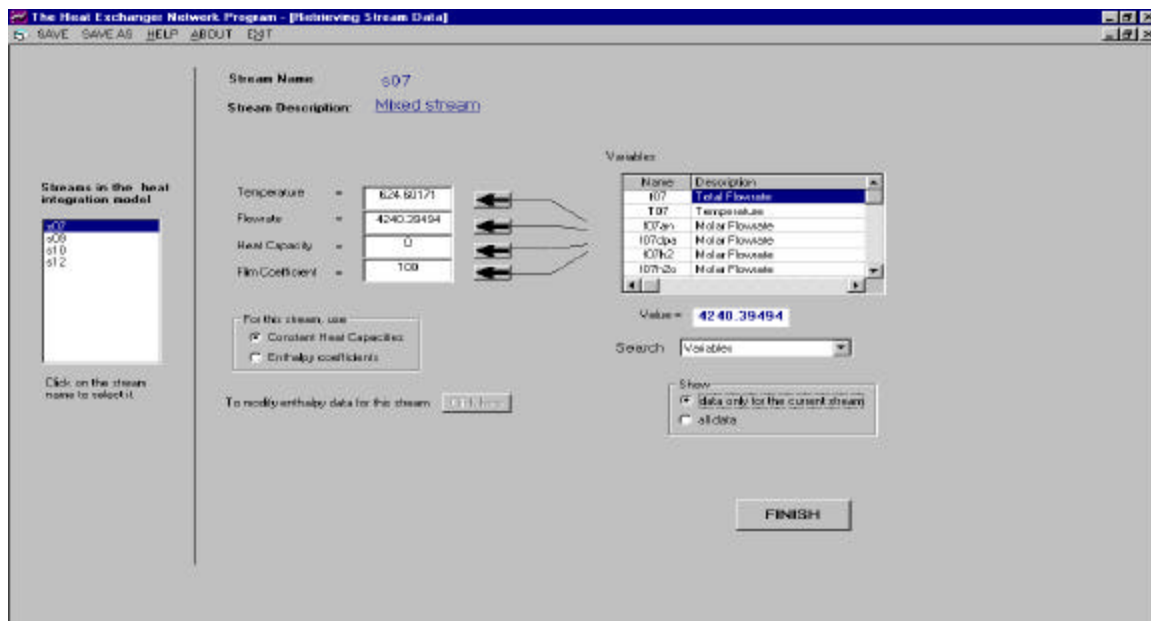 The Heat Exchanger Network Program - [Retrieving Stream Data]
SAVE SAVE AS HELP ABOUT EXIT
Stream Name: s07
Stream Description: Mixed stream
Streams in the heat
integration model
s07
s08
s10
s12
Click on the stream
name to select it
Temperature = 624.60171
Flowrate = 4240.39494
Heat Capacity = 0
Film Coefficient = 100
For this stream, use
Constant Heat Capacities
Enthalpy coefficients
To modify enthalpy data for this stream Click here
Variables
Name Description
f07 Total Flowrate
T07 Temperature
f07an Molar Flowrate
f07dpa Molar Flowrate
f07h2 Molar Flowrate
f07h2o Molar Flowrate
Value = 4240.39494
Search Variables
Show
data only for the current stream
all data
FINISH